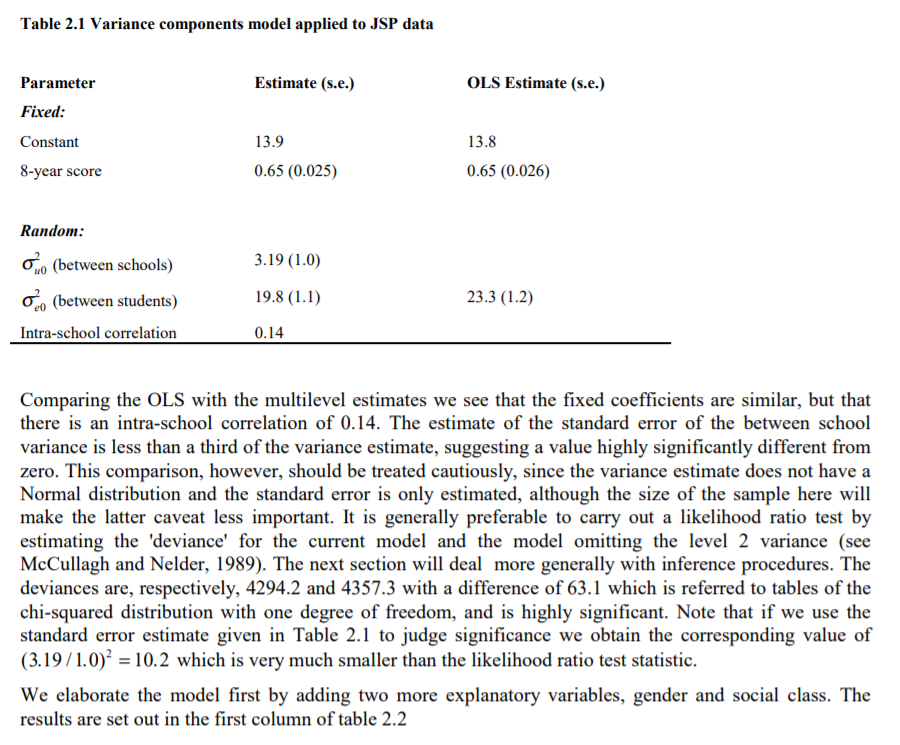 Table 2.1 Variance components model applied to JSP data
Parameter Estimate (s.e.) OLS Estimate (s.e.)
Fixed:
Constant 13.9 13.8
8-year score 0.65 (0.025) 0.65 (0.026)
Random:
σ²u0 (between schools) 3.19 (1.0)
σ²e0 (between students) 19.8 (1.1) 23.3 (1.2)
Intra-school correlation 0.14
Comparing the OLS with the multilevel estimates we see that the fixed coefficients are similar, but that
there is an intra-school correlation of 0.14. The estimate of the standard error of the between school
variance is less than a third of the variance estimate, suggesting a value highly significantly different from
zero. This comparison, however, should be treated cautiously, since the variance estimate does not have a
Normal distribution and the standard error is only estimated, although the size of the sample here will
make the latter caveat less important. It is generally preferable to carry out a likelihood ratio test by
estimating the 'deviance' for the current model and the model omitting the level 2 variance (see
McCullagh and Nelder, 1989). The next section will deal more generally with inference procedures. The
deviances are, respectively, 4294.2 and 4357.3 with a difference of 63.1 which is referred to tables of the
chi-squared distribution with one degree of freedom, and is highly significant. Note that if we use the
standard error estimate given in Table 2.1 to judge significance we obtain the corresponding value of
(3.19 / 1.0)² = 10.2 which is very much smaller than the likelihood ratio test statistic.
We elaborate the model first by adding two more explanatory variables, gender and social class. The
results are set out in the first column of table 2.2